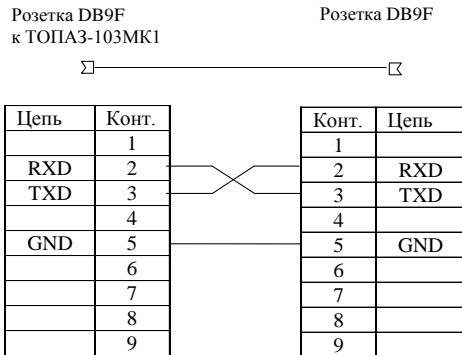 Розетка DB9F
к ТОПАЗ-103МК1
Розетка DB9F
Цепь Конт.
1
RXD 2
TXD 3
4
GND 5
6
7
8
9
Конт. Цепь
1
2 RXD
3 TXD
4
5 GND
6
7
8
9